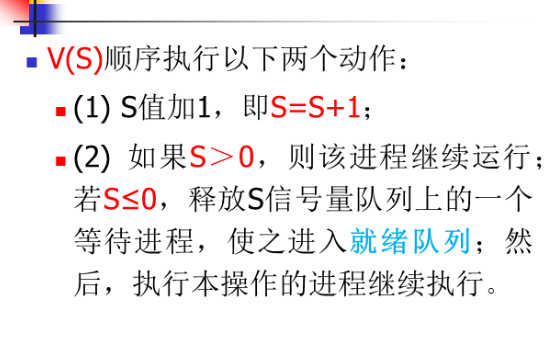 V(S)顺序执行以下两个动作：
(1) S值加1，即S=S+1；
(2) 如果S＞0，则该进程继续运行；
若S≤0，释放S信号量队列上的一个
等待进程，使之进入就绪队列；然
后，执行本操作的进程继续执行。